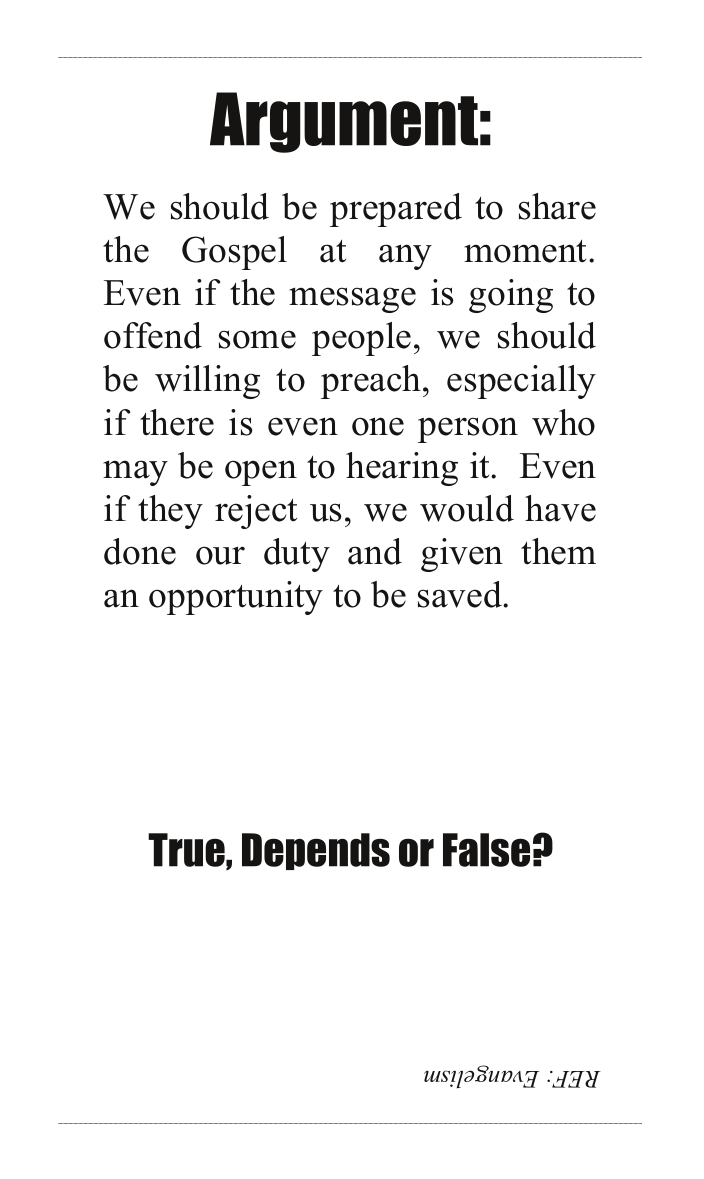 Argument:
We should be prepared to share
the Gospel at any moment.
Even if the message is going to
offend some people, we should
be willing to preach, especially
if there is even one person who
may be open to hearing it.  Even
if they reject us, we would have
done our duty and given them
an opportunity to be saved.
True, Depends or False?
REF: Evangelism